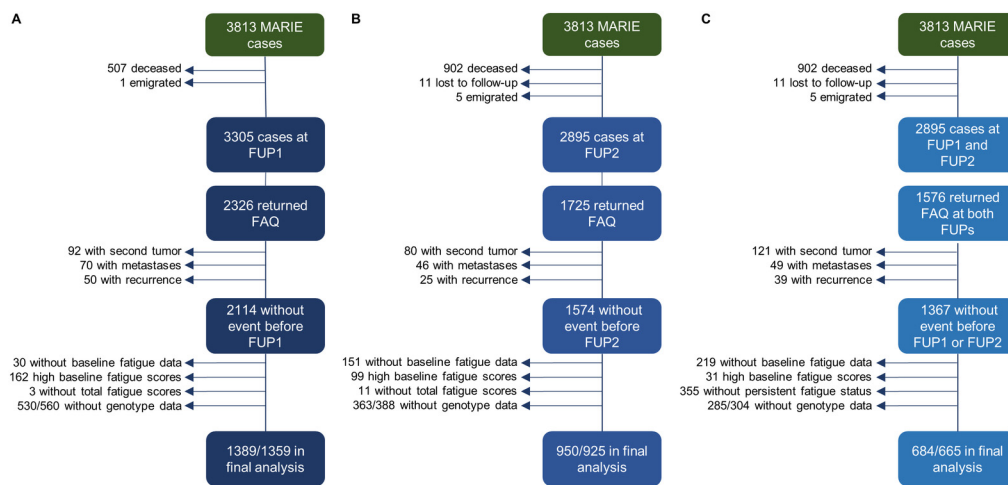 A
3813 MARIE
cases
507 deceased
1 emigrated
3305 cases at
FUP1
2326 returned
FAQ
92 with second tumor
70 with metastases
50 with recurrence
2114 without
event before
FUP1
30 without baseline fatigue data
162 high baseline fatigue scores
3 without total fatigue scores
530/560 without genotype data
1389/1359 in
final analysis
B
3813 MARIE
cases
902 deceased
11 lost to follow-up
5 emigrated
2895 cases at
FUP2
1725 returned
FAQ
80 with second tumor
46 with metastases
25 with recurrence
1574 without
event before
FUP2
151 without baseline fatigue data
99 high baseline fatigue scores
11 without total fatigue scores
363/388 without genotype data
950/925 in final
analysis
C
3813 MARIE
cases
902 deceased
11 lost to follow-up
5 emigrated
2895 cases at
FUP1 and
FUP2
1576 returned
FAQ at both
FUPs
121 with second tumor
49 with metastases
39 with recurrence
1367 without
event before
FUP1 or FUP2
219 without baseline fatigue data
31 high baseline scores
355 without persistent fatigue status
285/304 without genotype data
684/665 in final
analysis